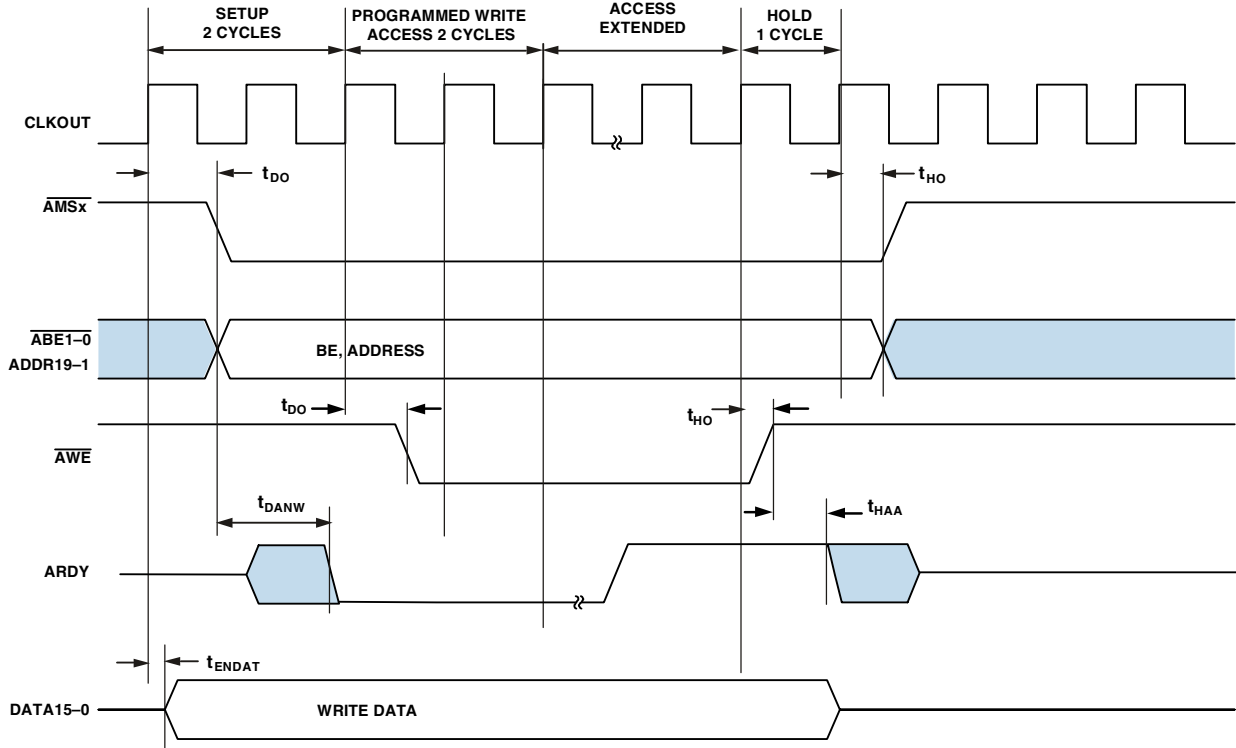 SETUP
2 CYCLES
PROGRAMMED WRITE
ACCESS 2 CYCLES
ACCESS
EXTENDED
HOLD
1 CYCLE
CLKOUT
tDO
tHO
AMSx
ABE1–0
BE, ADDRESS
ADDR19–1
tDO
tHO
AWE
tDANW
tHAA
ARDY
tENDAT
DATA15–0
WRITE DATA